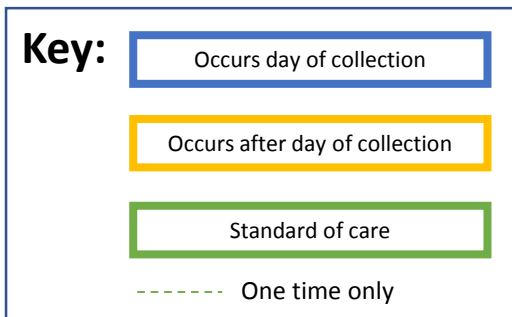 Key:
Occurs day of collection
Occurs after day of collection
Standard of care
One time only